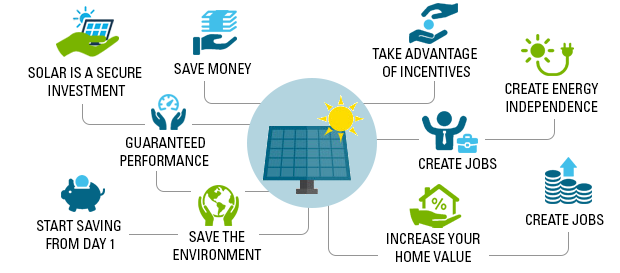 SOLAR IS A SECURE
INVESTMENT
SAVE MONEY
TAKE ADVANTAGE
OF INCENTIVES
CREATE ENERGY
INDEPENDENCE
GUARANTEED
PERFORMANCE
CREATE JOBS
START SAVING
FROM DAY 1
SAVE THE
ENVIRONMENT
%
INCREASE YOUR
HOME VALUE
CREATE JOBS